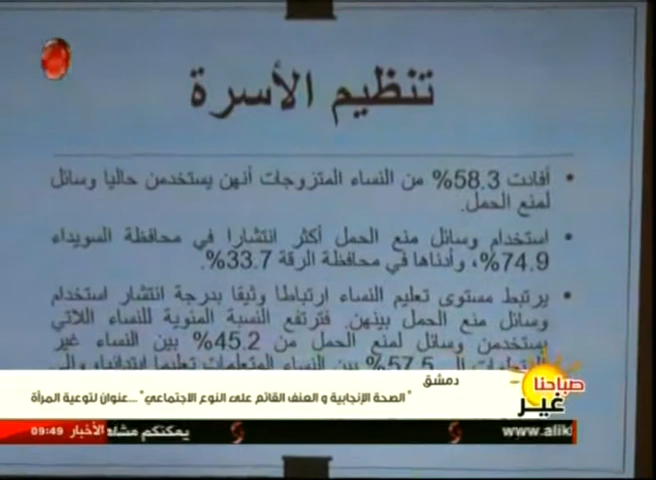 تنظيم الأسرة
• أفادت 58.3% من النساء المتزوجات أنهن يستخدمن حاليا وسائل
لمنع الحمل.
• استخدام وسائل منع الحمل أكثر انتشارا في محافظة السويداء
74.9%، وأدناها في محافظة الرقة 33.7%.
• يرتبط مستوى تعليم النساء ارتباطا وثيقا بدرجة انتشار استخدام
وسائل منع الحمل بينهن. فترتفع النسبة المئوية للنساء اللاتي
يستخدمن وسائل لمنع الحمل من 45.2% بين النساء غير
المتعلمات إلى 57.5% بين النساء المتعلمات تعليما ابتدائيا، وإلى
دمشق
"الصحة الإنجابية و العنف القائم على النوع الاجتماعي" ...عنوان لتوعية المرأة
صباحنا
غير
09:49 الأخبار يمكنكم مشاهد
www.alik